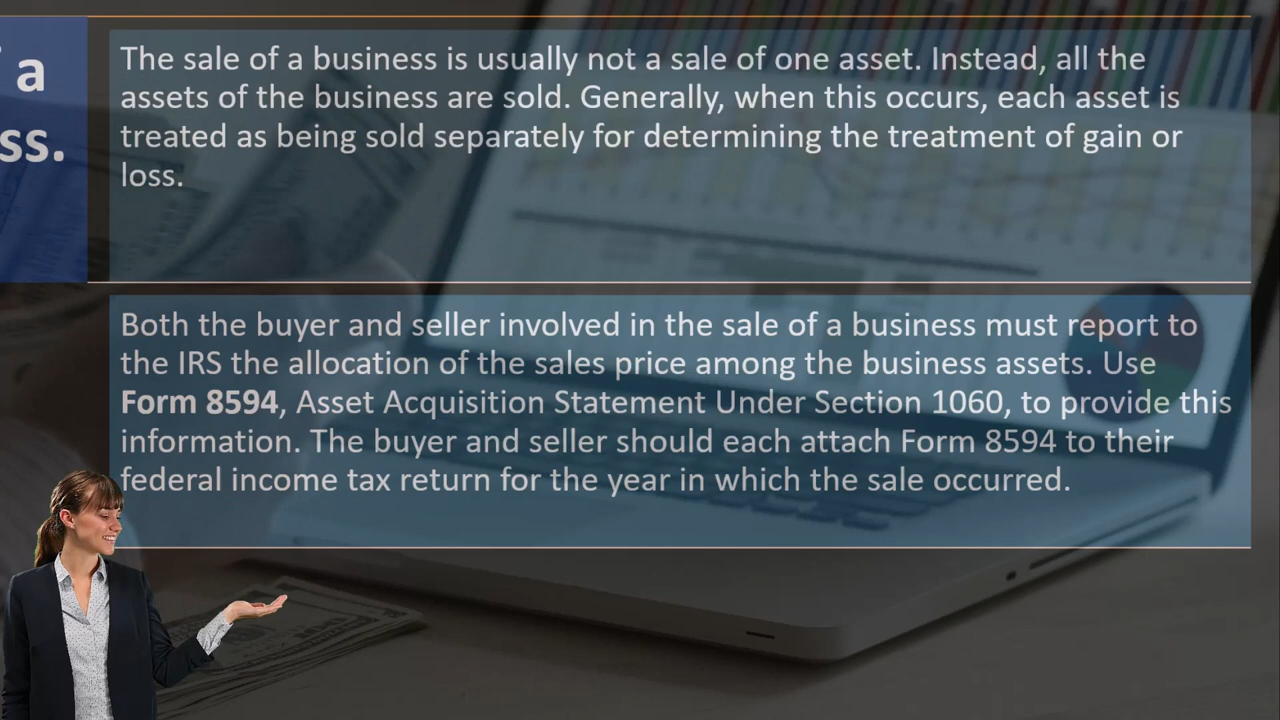 a
ss.
The sale of a business is usually not a sale of one asset. Instead, all the
assets of the business are sold. Generally, when this occurs, each asset is
treated as being sold separately for determining the treatment of gain or
loss.
Both the buyer and seller involved in the sale of a business must report to
the IRS the allocation of the sales price among the business assets. Use
Form 8594, Asset Acquisition Statement Under Section 1060, to provide this
information. The buyer and seller should each attach Form 8594 to their
federal income tax return for the year in which the sale occurred.